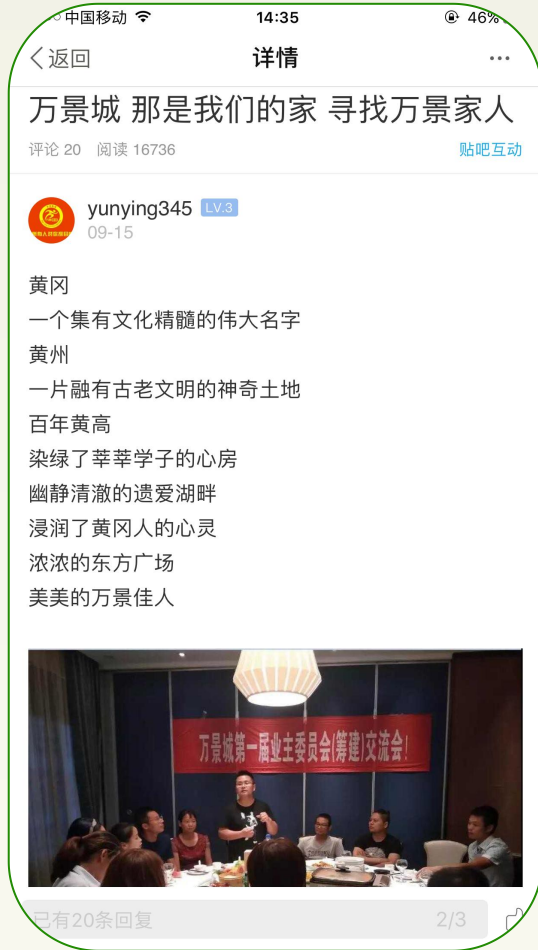 中国移动 14:35 46%
返回 详情
万景城 那是我们的家 寻找万景家人
评论 20 阅读 16736 贴吧互动
yunying345 LV.3
09-15
黄冈
一个集有文化精髓的伟大名字
黄州
一片融有古老文明的神奇土地
百年黄高
染绿了莘莘学子的心房
幽静清澈的遗爱湖畔
浸润了黄冈人的心灵
浓浓的东方广场
美美的万景佳人
万景城第一届业主委员会(筹建)交流会!
已有20条回复 2/3